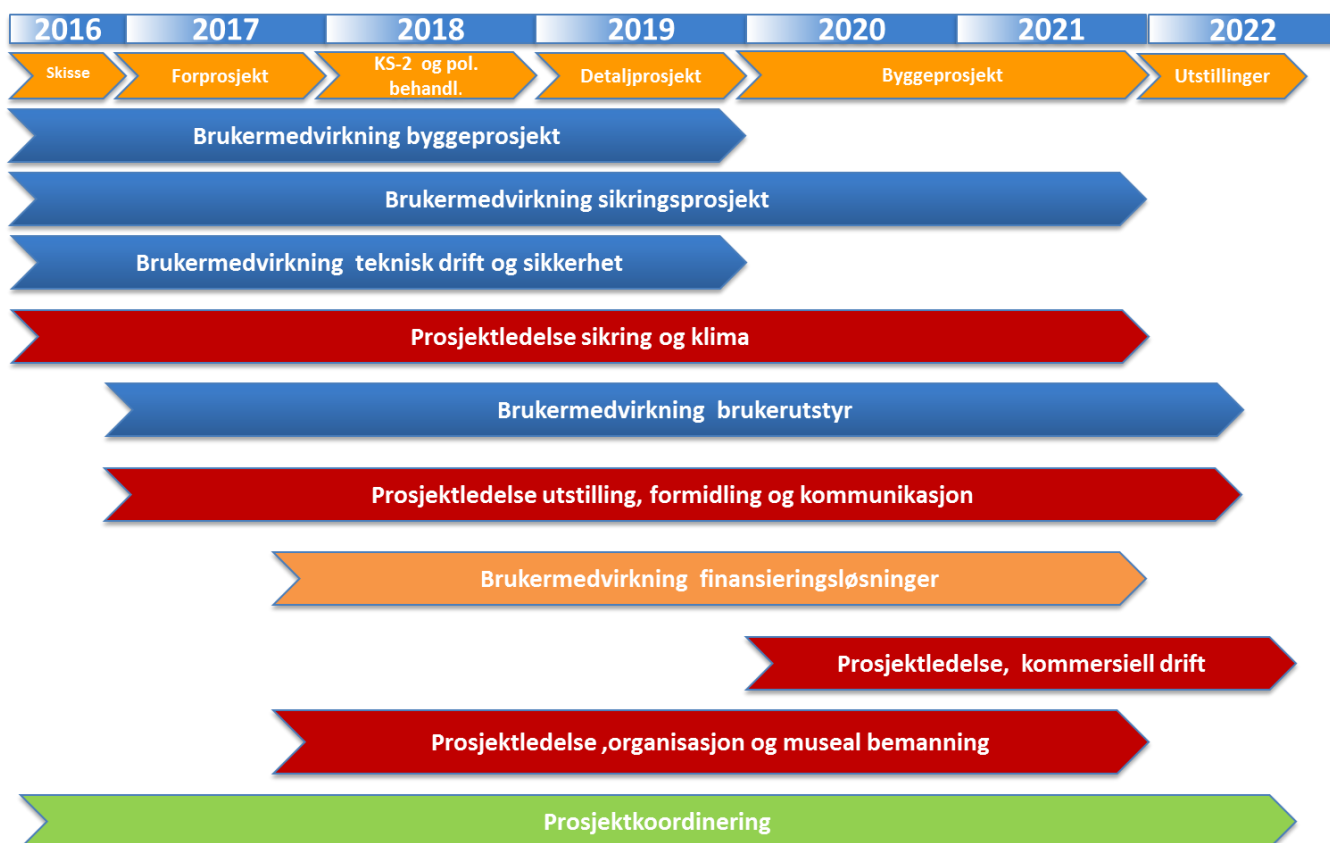 2016 2017 2018 2019 2020 2021 2022
Skisse Forprosjekt KS-2 og pol. behandl. Detaljprosjekt Byggeprosjekt Utstillinger
Brukermedvirkning byggeprosjekt
Brukermedvirkning sikringsprosjekt
Brukermedvirkning teknisk drift og sikkerhet
Prosjektledelse sikring og klima
Brukermedvirkning brukerutstyr
Prosjektledelse utstilling, formidling og kommunikasjon
Brukermedvirkning finansieringsløsninger
Prosjektledelse, kommersiell drift
Prosjektledelse ,organisasjon og museal bemanning
Prosjektkoordinering